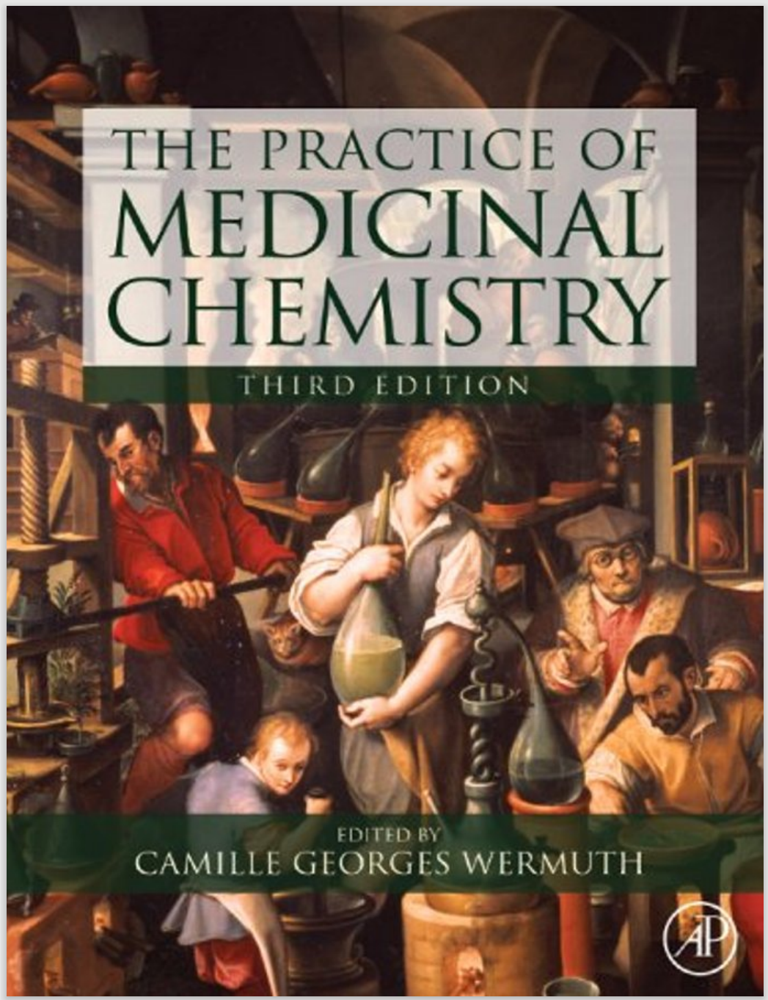 THE PRACTICE OF
MEDICINAL
CHEMISTRY
THIRD EDITION
EDITED BY
CAMILLE GEORGES WERMUTH
AP